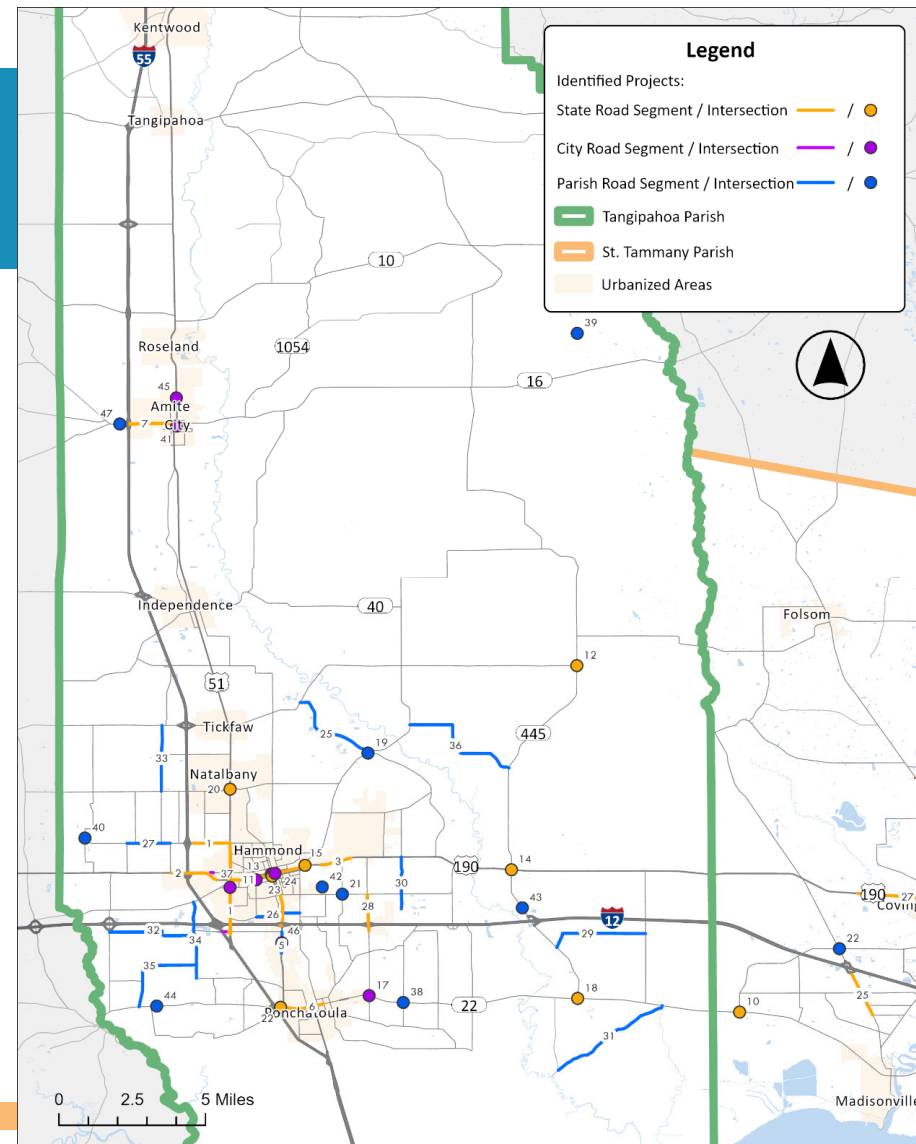 Kentwood
55
Legend
Identified Projects:
State Road Segment / Intersection /
City Road Segment / Intersection /
Parish Road Segment / Intersection /
Tangipahoa Parish
St. Tammany Parish
Urbanized Areas
Tangipahoa
10
39
Roseland
1054
16
45
Amite
City
47
7
41
Independence
40
Folsom
12
51
Tickfaw
25
19
36
445
33
Natalbany
20
40
27
1
Hammond
15
3
14
190
13
2
37
11
24
23
42
21
30
28
190
27
Coving
1
26
43
12
32
34
46
5
29
22
35
25
44
17
38
22
18
10
6
Ponchatoula
22
31
0 2.5 5 Miles
Madisonville